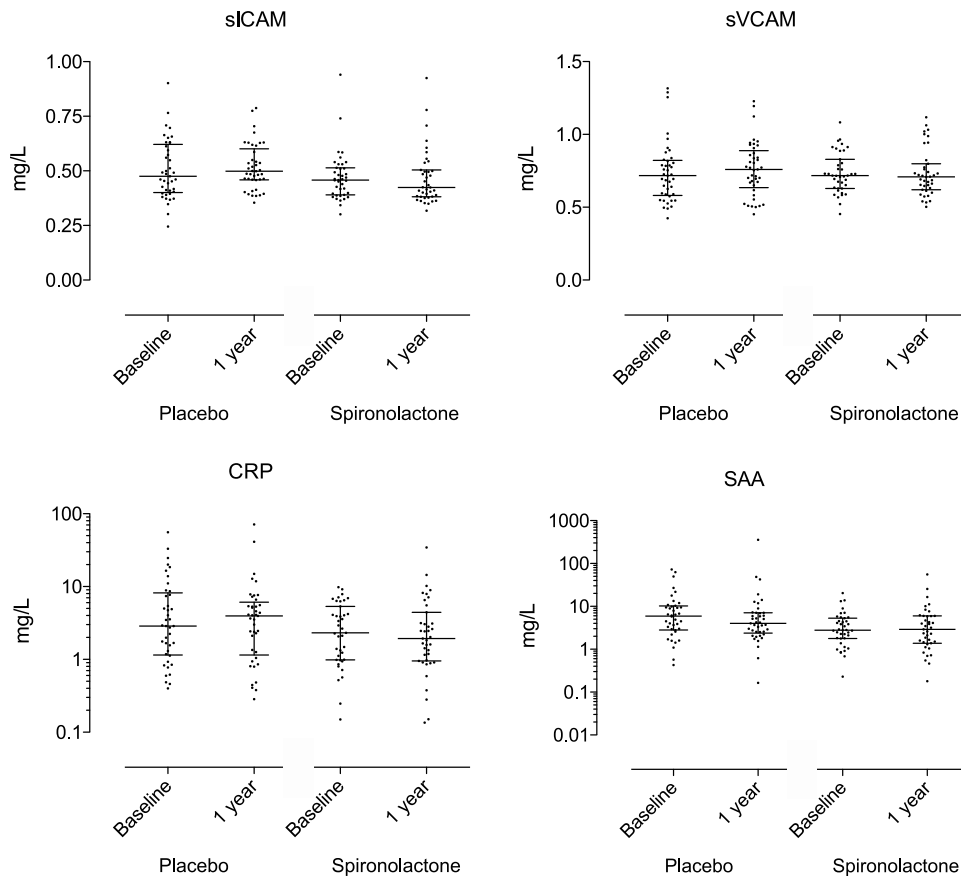 sICAM
1.00
0.75
0.50
0.25
0.00
mg/L
Baseline
1 year
Baseline
1 year
Placebo
Spironolactone
sVCAM
1.5
1.0
0.5
0.0
mg/L
Baseline
1 year
Baseline
1 year
Placebo
Spironolactone
CRP
100
10
1
0.1
mg/L
Baseline
1 year
Baseline
1 year
Placebo
Spironolactone
SAA
1000
100
10
1
0.1
0.01
mg/L
Baseline
1 year
Baseline
1 year
Placebo
Spironolactone